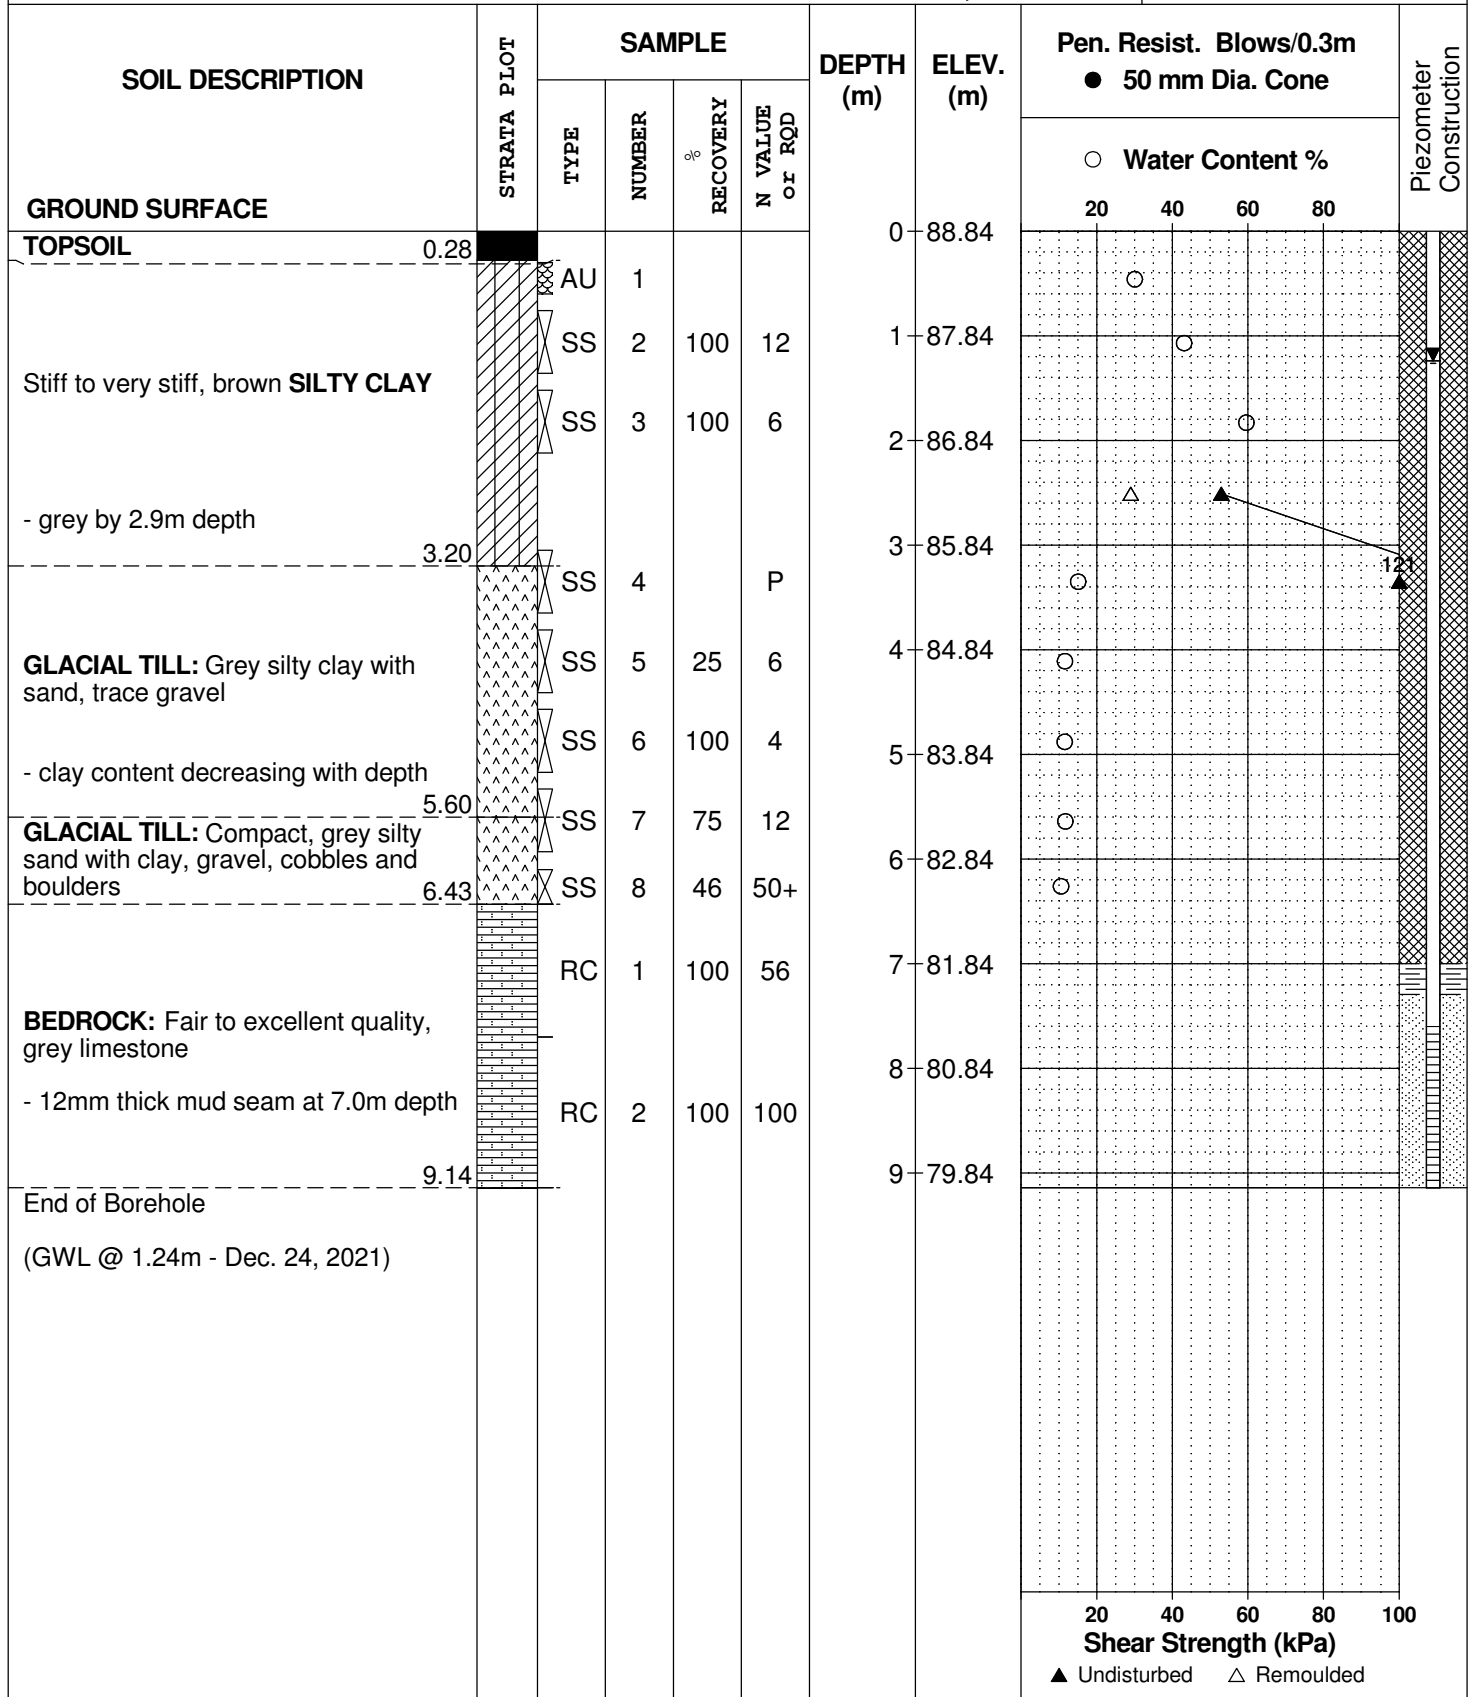 SOIL DESCRIPTION
GROUND SURFACE
STRATA PLOT
SAMPLE
TYPE
NUMBER
% RECOVERY
N VALUE or RQD
DEPTH (m)
ELEV. (m)
Pen. Resist. Blows/0.3m
● 50 mm Dia. Cone
○ Water Content %
20 40 60 80
Piezometer Construction
TOPSOIL 0.28
AU 1
SS 2 100 12
Stiff to very stiff, brown SILTY CLAY
SS 3 100 6
- grey by 2.9m depth
3.20
SS 4 P
GLACIAL TILL: Grey silty clay with
sand, trace gravel
SS 5 25 6
SS 6 100 4
- clay content decreasing with depth
5.60
SS 7 75 12
GLACIAL TILL: Compact, grey silty
sand with clay, gravel, cobbles and
boulders 6.43
SS 8 46 50+
RC 1 100 56
BEDROCK: Fair to excellent quality,
grey limestone
- 12mm thick mud seam at 7.0m depth
RC 2 100 100
9.14
End of Borehole
(GWL @ 1.24m - Dec. 24, 2021)
0 88.84
1 87.84
2 86.84
3 85.84
4 84.84
5 83.84
6 82.84
7 81.84
8 80.84
9 79.84
121
20 40 60 80 100
Shear Strength (kPa)
▲ Undisturbed △ Remoulded